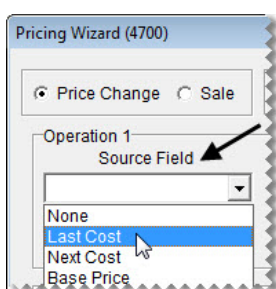 Pricing Wizard (4700)
Price Change Sale
Operation 1
Source Field
None
Last Cost
Next Cost
Base Price